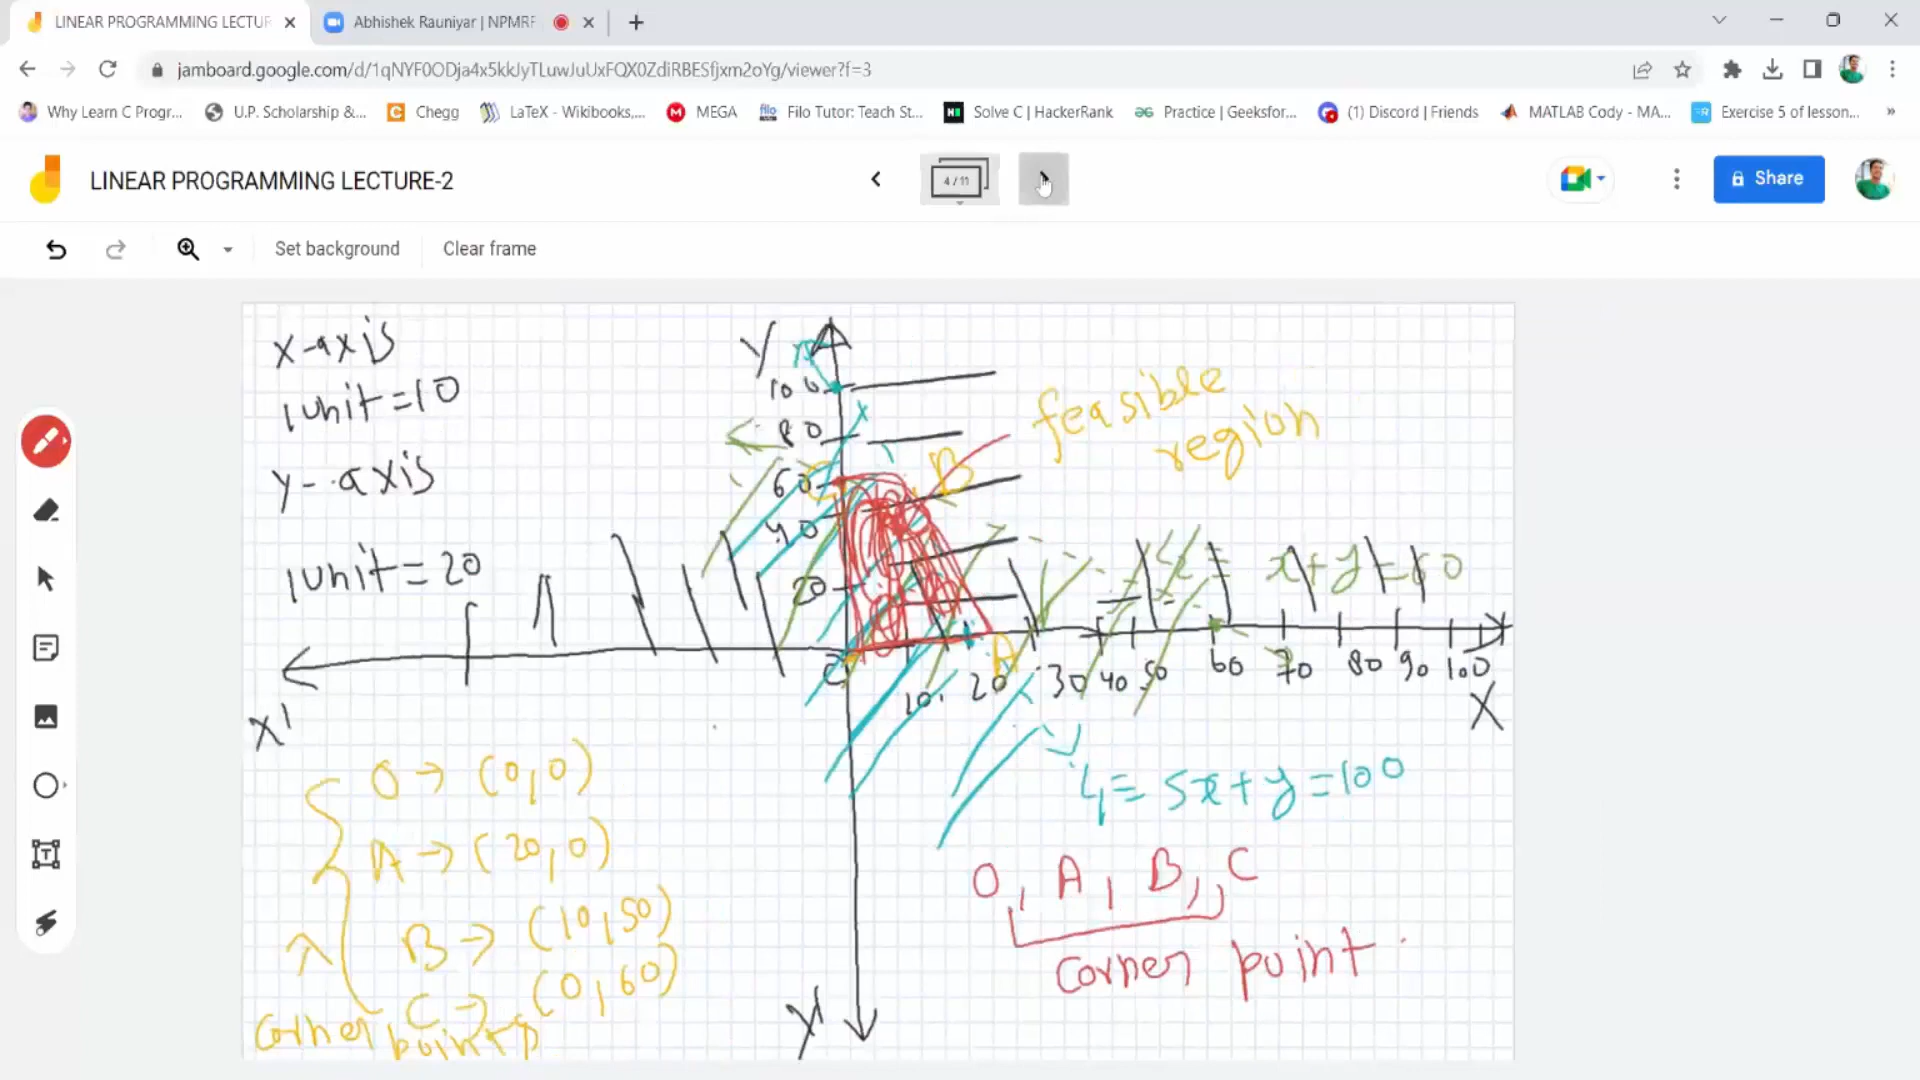 LINEAR PROGRAMMING LECTUR
Abhishek Rauniyar | NPMRF
jamboard.google.com/d/1qNYF0ODja4x5kkJyTLuwJuUxFQX0ZdiRBESfjxm2oYg/viewer?f=3
Why Learn C Progr...
U.P. Scholarship &...
Chegg
LaTeX - Wikibooks,...
MEGA
Filo Tutor: Teach St...
Solve C | HackerRank
Practice | Geeksfor...
(1) Discord | Friends
MATLAB Cody - MA...
Exercise 5 of lesson...
»
LINEAR PROGRAMMING LECTURE-2
4 / 11
Share
Set background
Clear frame
x-axis
1unit=10
y-axis
1unit=20
Y
100
80
60
40
20
feasible
region
C
B
A
O
10
20
30
40
50
60
70
80
90
100
X
X'
Y'
x+y=60
L1≡ 5x+y=100
O → (0,0)
A → (20,0)
B → (10,50)
C → (0,60)
corner points
O, A, B, C
corner point